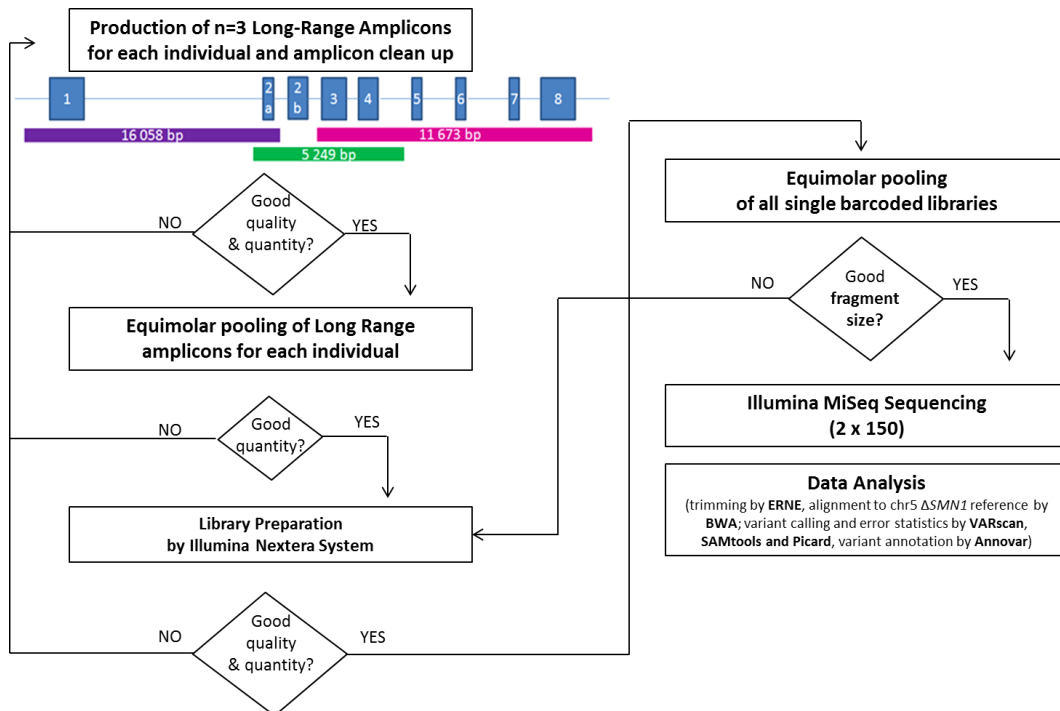 Production of n=3 Long-Range Amplicons
for each individual and amplicon clean up
1
2
a
2
b
3
4
5
6
7
8
16 058 bp
11 673 bp
5 249 bp
Good
quality
& quantity?
NO
YES
Equimolar pooling of Long Range
amplicons for each individual
Good
quantity?
NO
YES
Library Preparation
by Illumina Nextera System
Good
quality
& quantity?
NO
YES
Equimolar pooling
of all single barcoded libraries
Good
fragment
size?
NO
YES
Illumina MiSeq Sequencing
(2 x 150)
Data Analysis
(trimming by ERNE, alignment to chr5 ΔSMN1 reference by
BWA; variant calling and error statistics by VARscan,
SAMtools and Picard, variant annotation by Annovar)